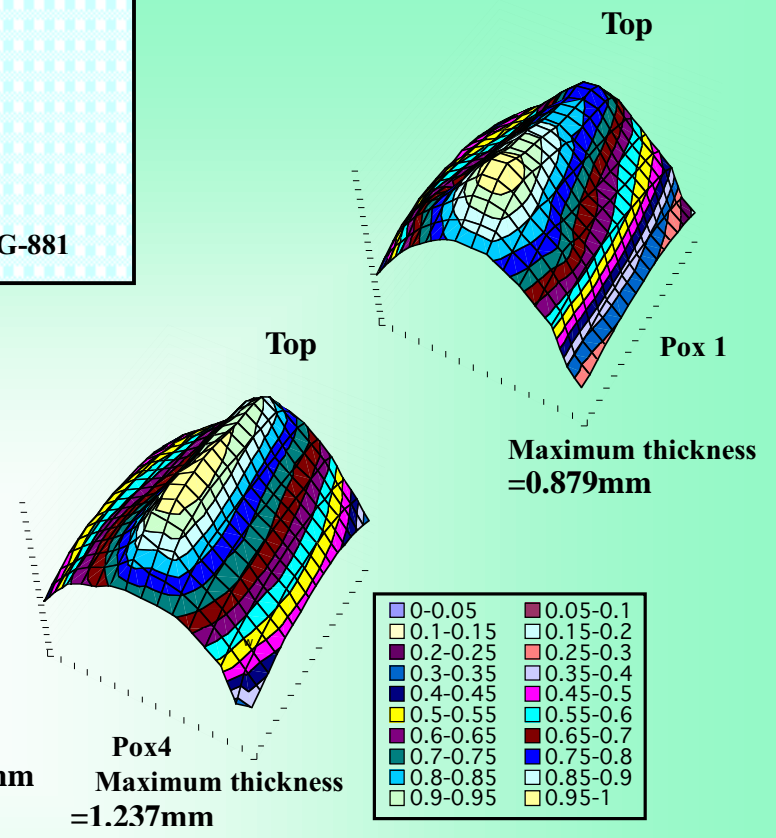 Top
G-881
Pox 1
Maximum thickness
=0.879mm
Top
Pox4
Maximum thickness
=1.237mm
0-0.05 0.05-0.1
0.1-0.15 0.15-0.2
0.2-0.25 0.25-0.3
0.3-0.35 0.35-0.4
0.4-0.45 0.45-0.5
0.5-0.55 0.55-0.6
0.6-0.65 0.65-0.7
0.7-0.75 0.75-0.8
0.8-0.85 0.85-0.9
0.9-0.95 0.95-1